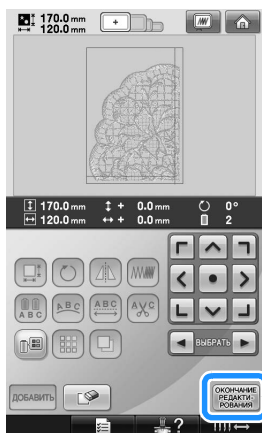 170.0 mm
120.0 mm
170.0 mm + 0.0 mm 0°
120.0 mm + 0.0 mm 2
A B C
A B C
ABC
A C
ВЫБРАТЬ
ДОБАВИТЬ
ОКОНЧАНИЕ
РЕДАКТИ-
РОВАНИЯ
?